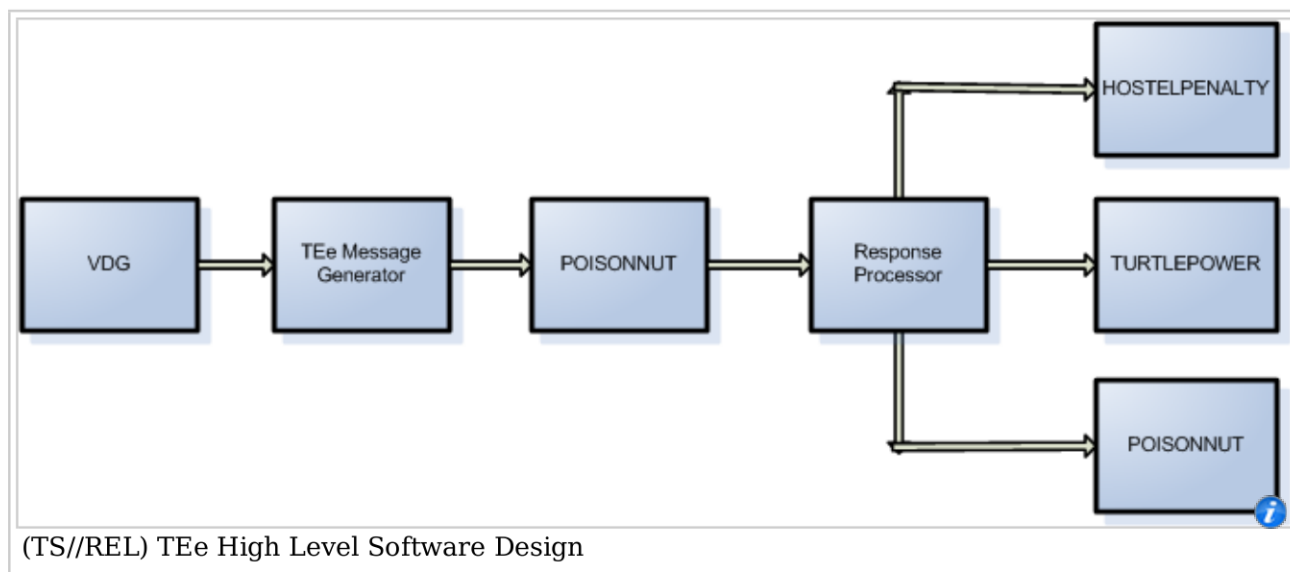 HOSTELPENALTY
VDG
TEe Message
Generator
POISONNUT
Response
Processor
TURTLEPOWER
POISONNUT
i
(TS//REL) TEe High Level Software Design